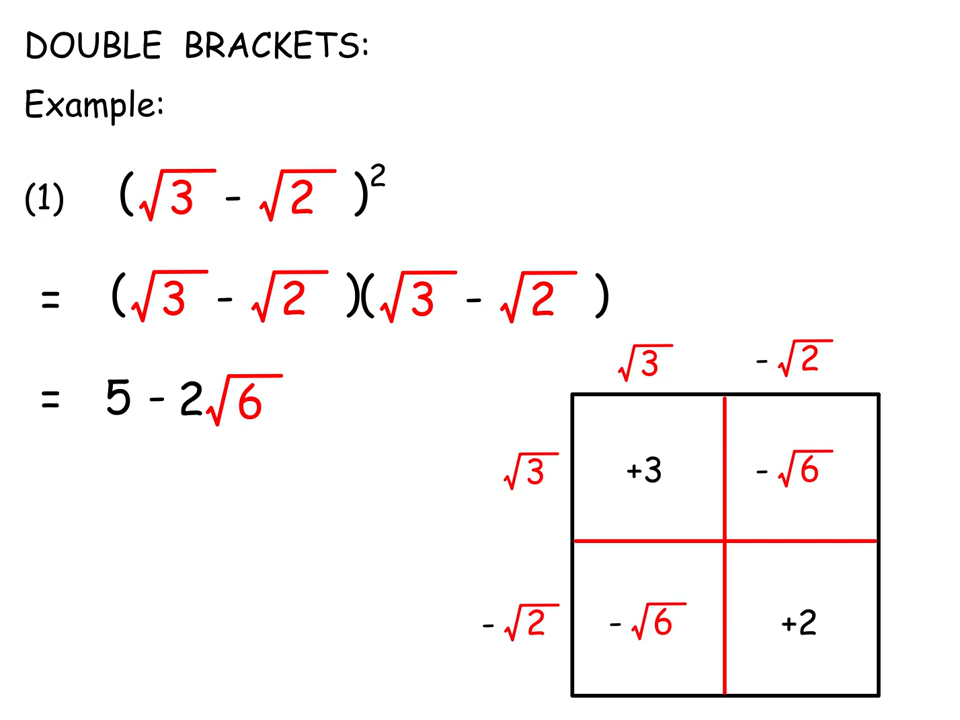 DOUBLE BRACKETS:
Example:
(1) (√3 - √2 )²
= (√3 - √2 )(√3 - √2 )
= 5 - 2√6
√3 - √2
√3 +3 - √6
- √2 - √6 +2